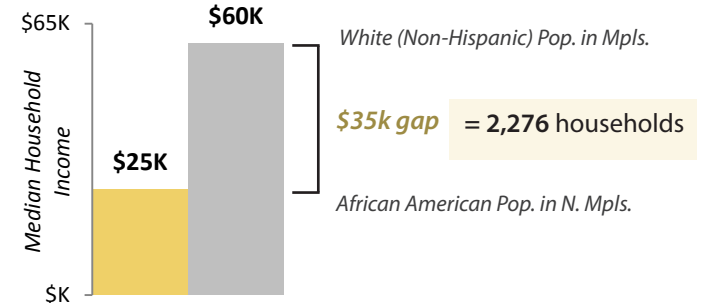 $65K
$60K
White (Non-Hispanic) Pop. in Mpls.
Median Household
Income
$35k gap = 2,276 households
$25K
African American Pop. in N. Mpls.
$K